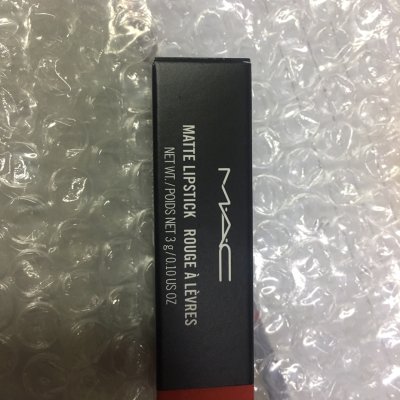 MAC
MATTE LIPSTICK ROUGE À LÈVRES
NET WT./POIDS NET 3 g / 0.10 US OZ